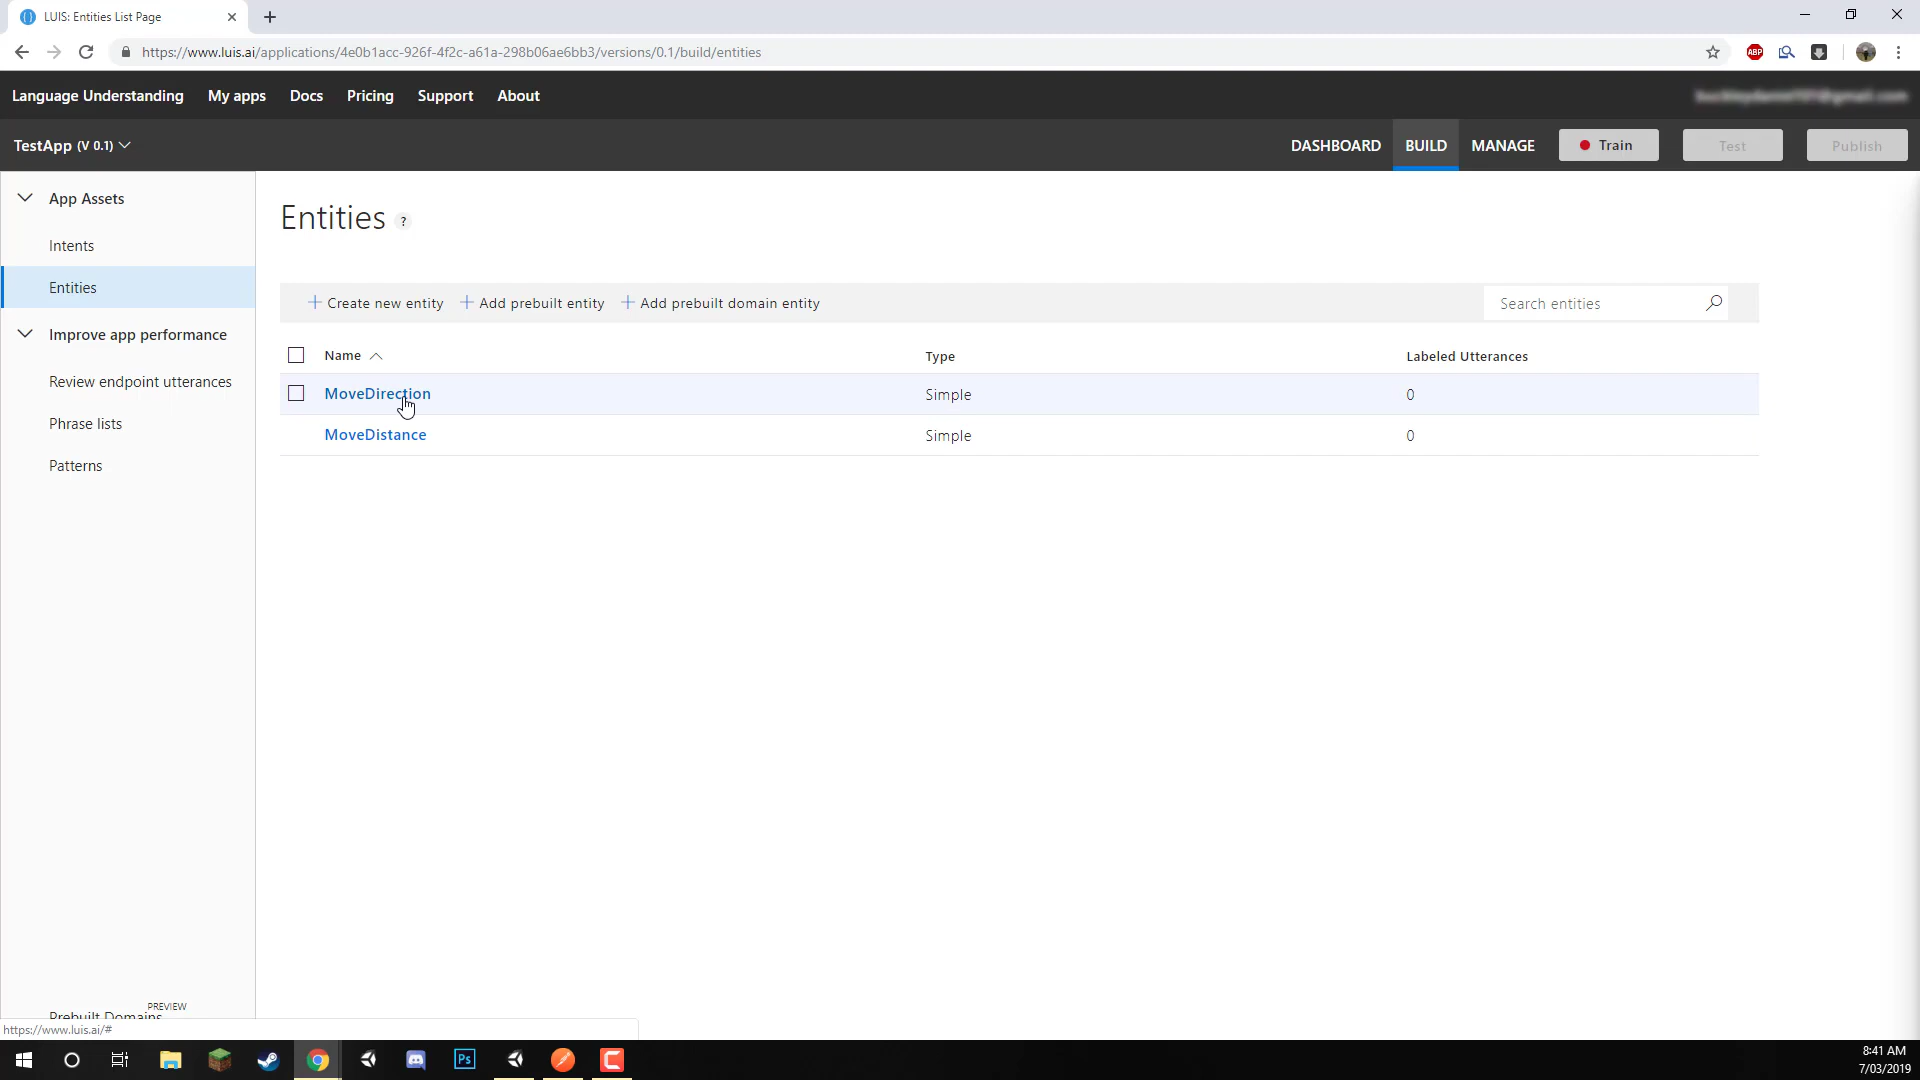 LUIS: Entities List Page
https://www.luis.ai/applications/4e0b1acc-926f-4f2c-a61a-298b06ae6bb3/versions/0.1/build/entities
ABP
Language Understanding My apps Docs Pricing Support About
TestApp (V 0.1)
DASHBOARD BUILD MANAGE Train Test Publish
App Assets
Intents
Entities
Improve app performance
Review endpoint utterances
Phrase lists
Patterns
PREVIEW
Prebuilt Domains
https://www.luis.ai/#
Entities ?
Create new entity Add prebuilt entity Add prebuilt domain entity Search entities
Name Type Labeled Utterances
MoveDirection Simple 0
MoveDistance Simple 0
Ps
8:41 AM
7/03/2019